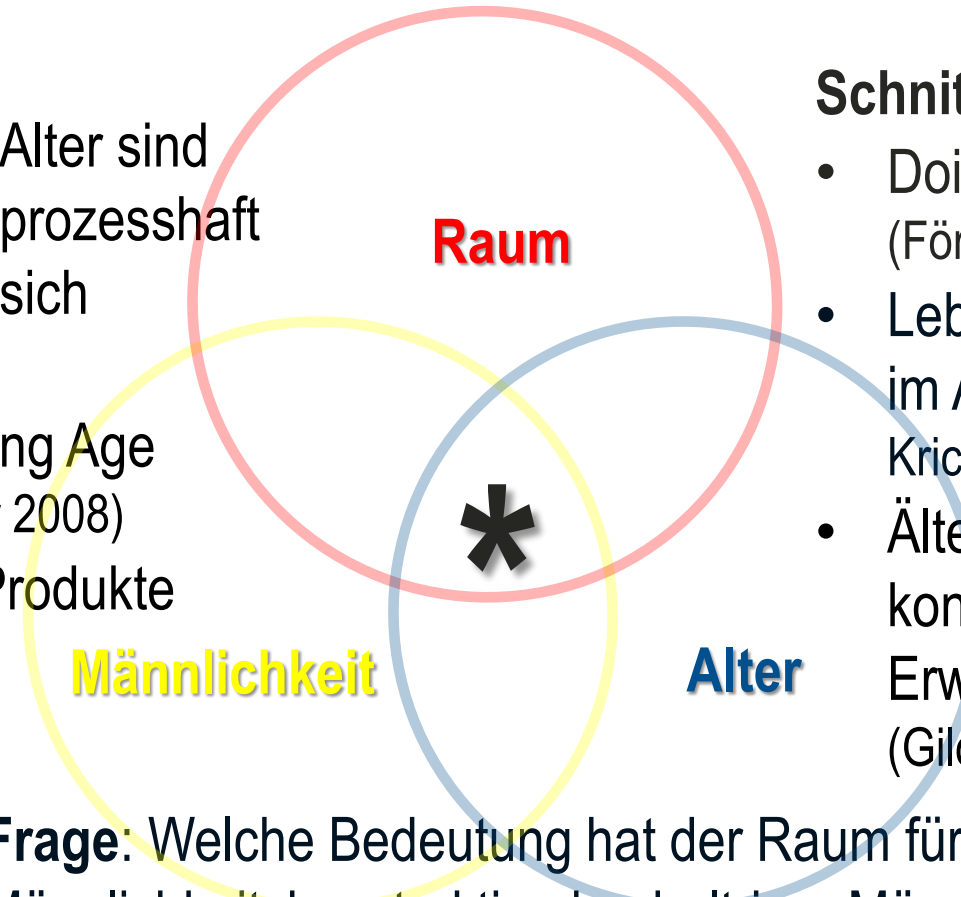 Alter sind
prozesshaft
sich
ng Age
2008)
Produkte
Raum
*
Männlichkeit
Alter
Schnit
• Doi
(För
• Leb
im A
Kric
• Älte
kon
Erw
(Gild
Frage: Welche Bedeutung hat der Raum für